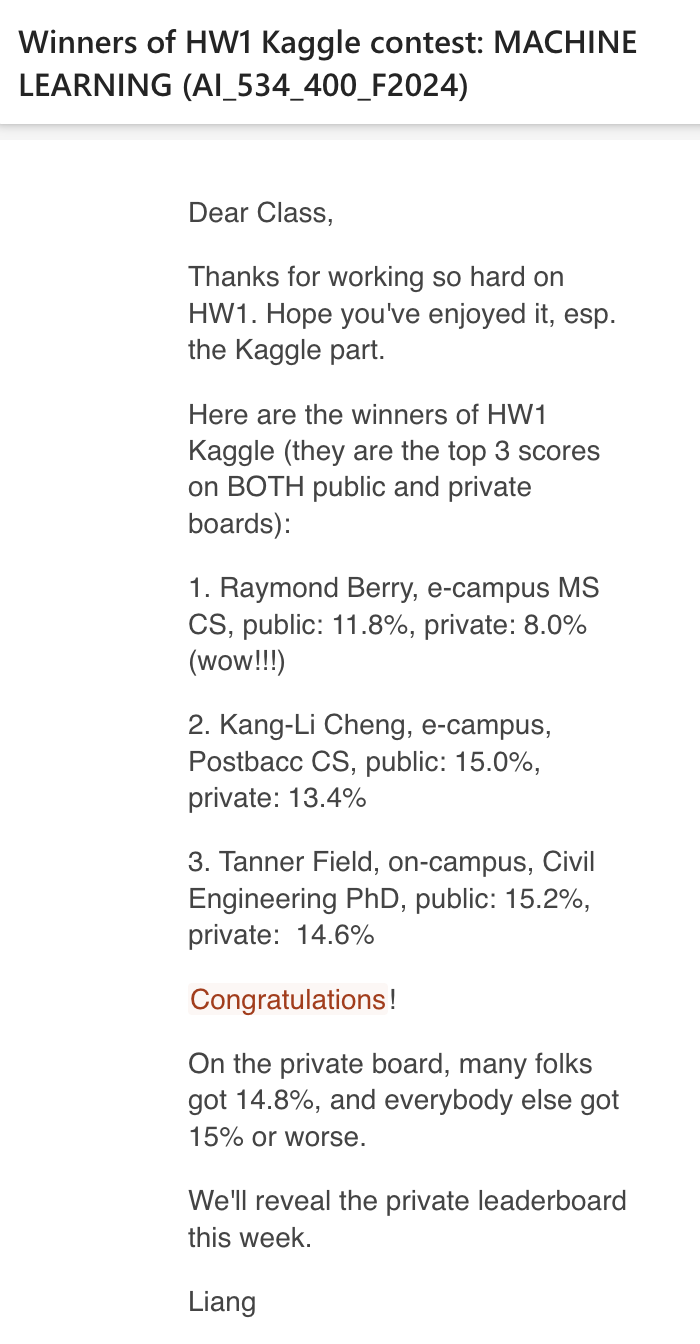 Winners of HW1 Kaggle contest: MACHINE
LEARNING (AI_534_400_F2024)
Dear Class,
Thanks for working so hard on
HW1. Hope you've enjoyed it, esp.
the Kaggle part.
Here are the winners of HW1
Kaggle (they are the top 3 scores
on BOTH public and private
boards):
1. Raymond Berry, e-campus MS
CS, public: 11.8%, private: 8.0%
(wow!!!)
2. Kang-Li Cheng, e-campus,
Postbacc CS, public: 15.0%,
private: 13.4%
3. Tanner Field, on-campus, Civil
Engineering PhD, public: 15.2%,
private:  14.6%
Congratulations!
On the private board, many folks
got 14.8%, and everybody else got
15% or worse.
We'll reveal the private leaderboard
this week.
Liang